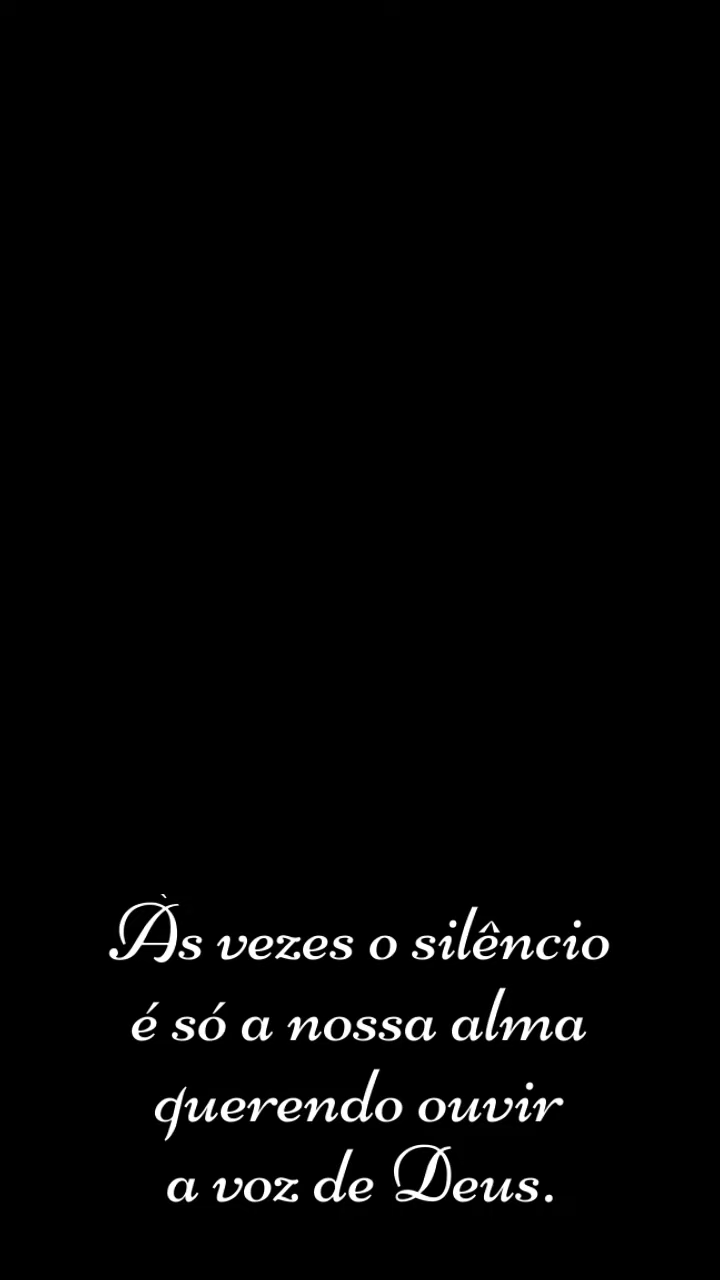 Às vezes o silêncio
é só a nossa alma
querendo ouvir
a voz de Deus.